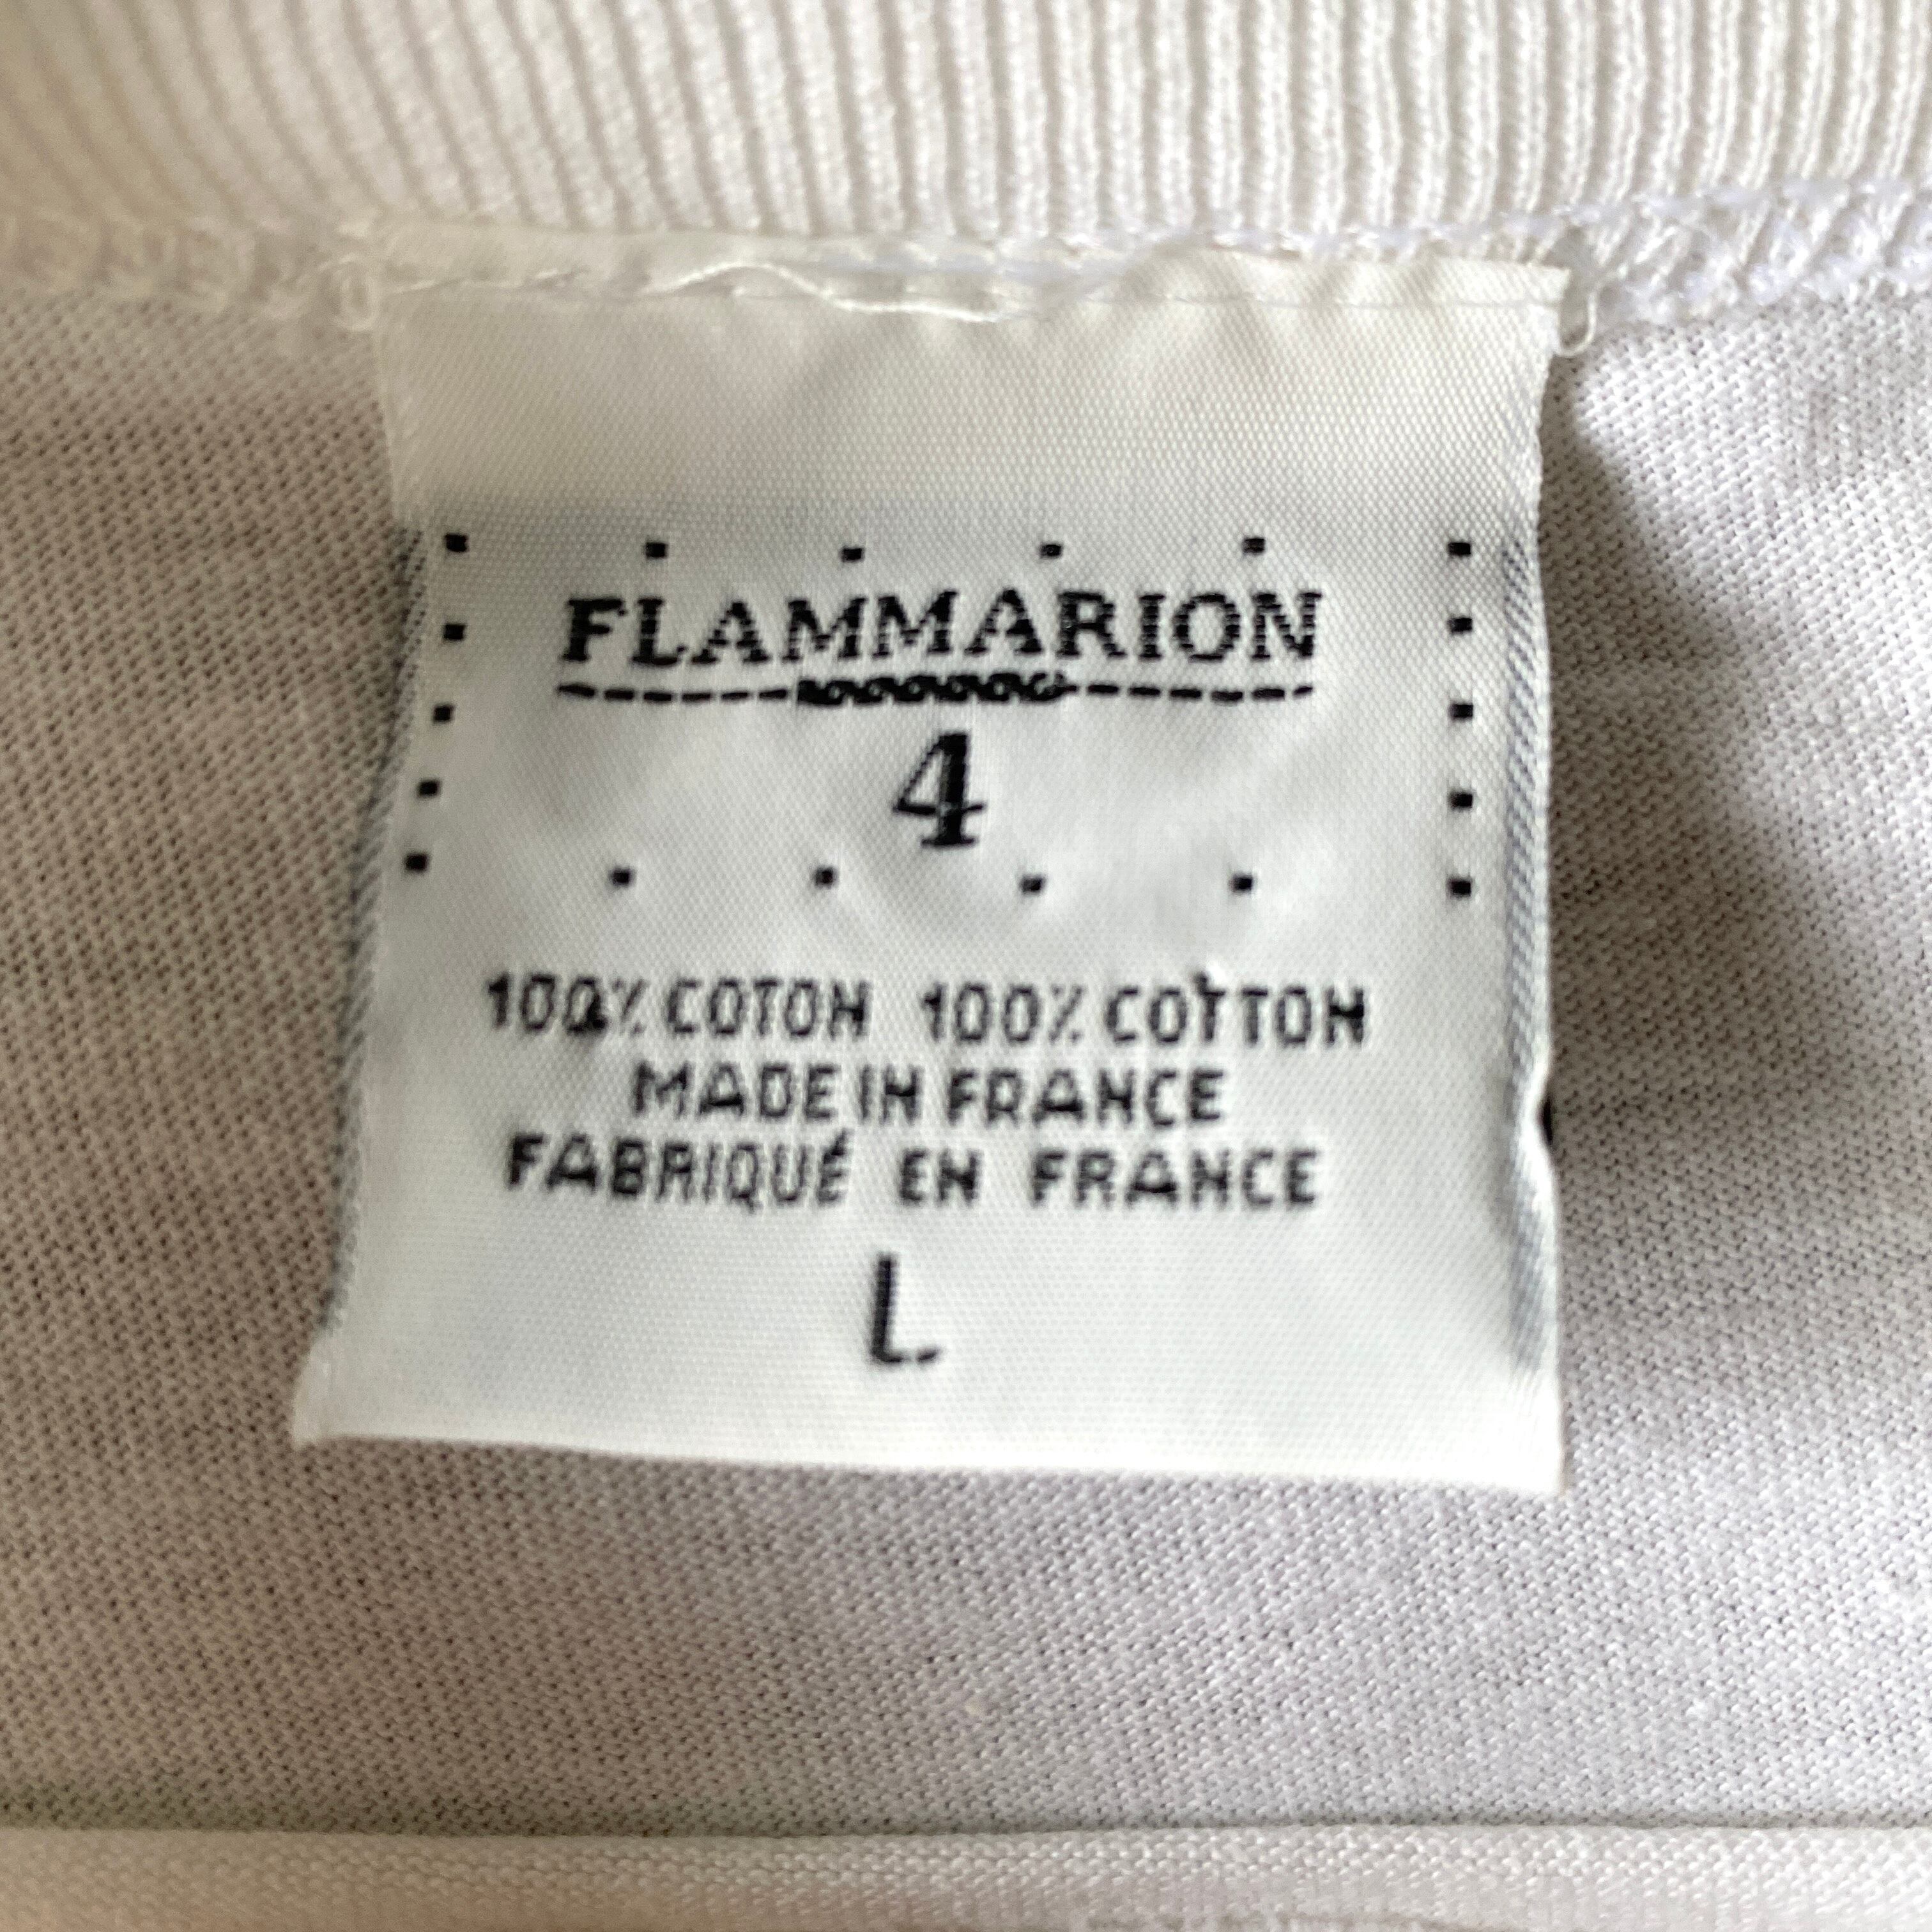 FLAMMARION
4
100% COTON 100% COTTON
MADE IN FRANCE
FABRIQUÉ EN FRANCE
L